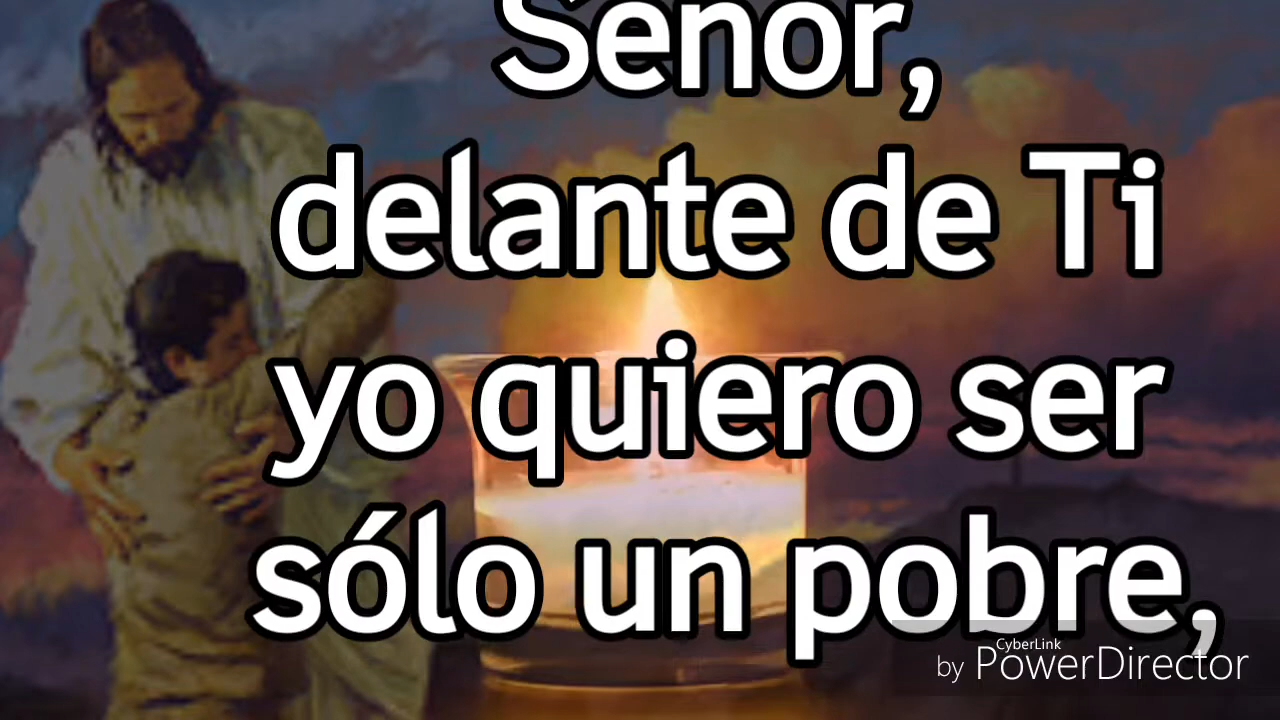 Señor,
delante de Ti
yo quiero ser
sólo un pobre,
CyberLink
by PowerDirector